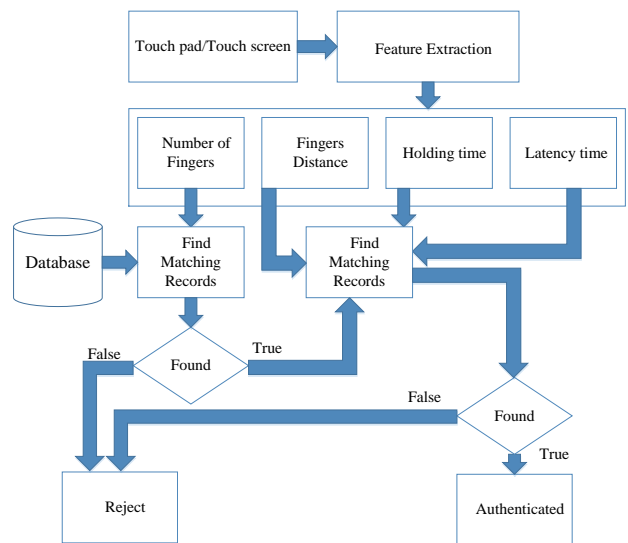 Touch pad/Touch screen
Feature Extraction
Number of
Fingers
Fingers
Distance
Holding time
Latency time
Database
Find
Matching
Records
Find
Matching
Records
False
Found
True
False
Found
True
Reject
Authenticated